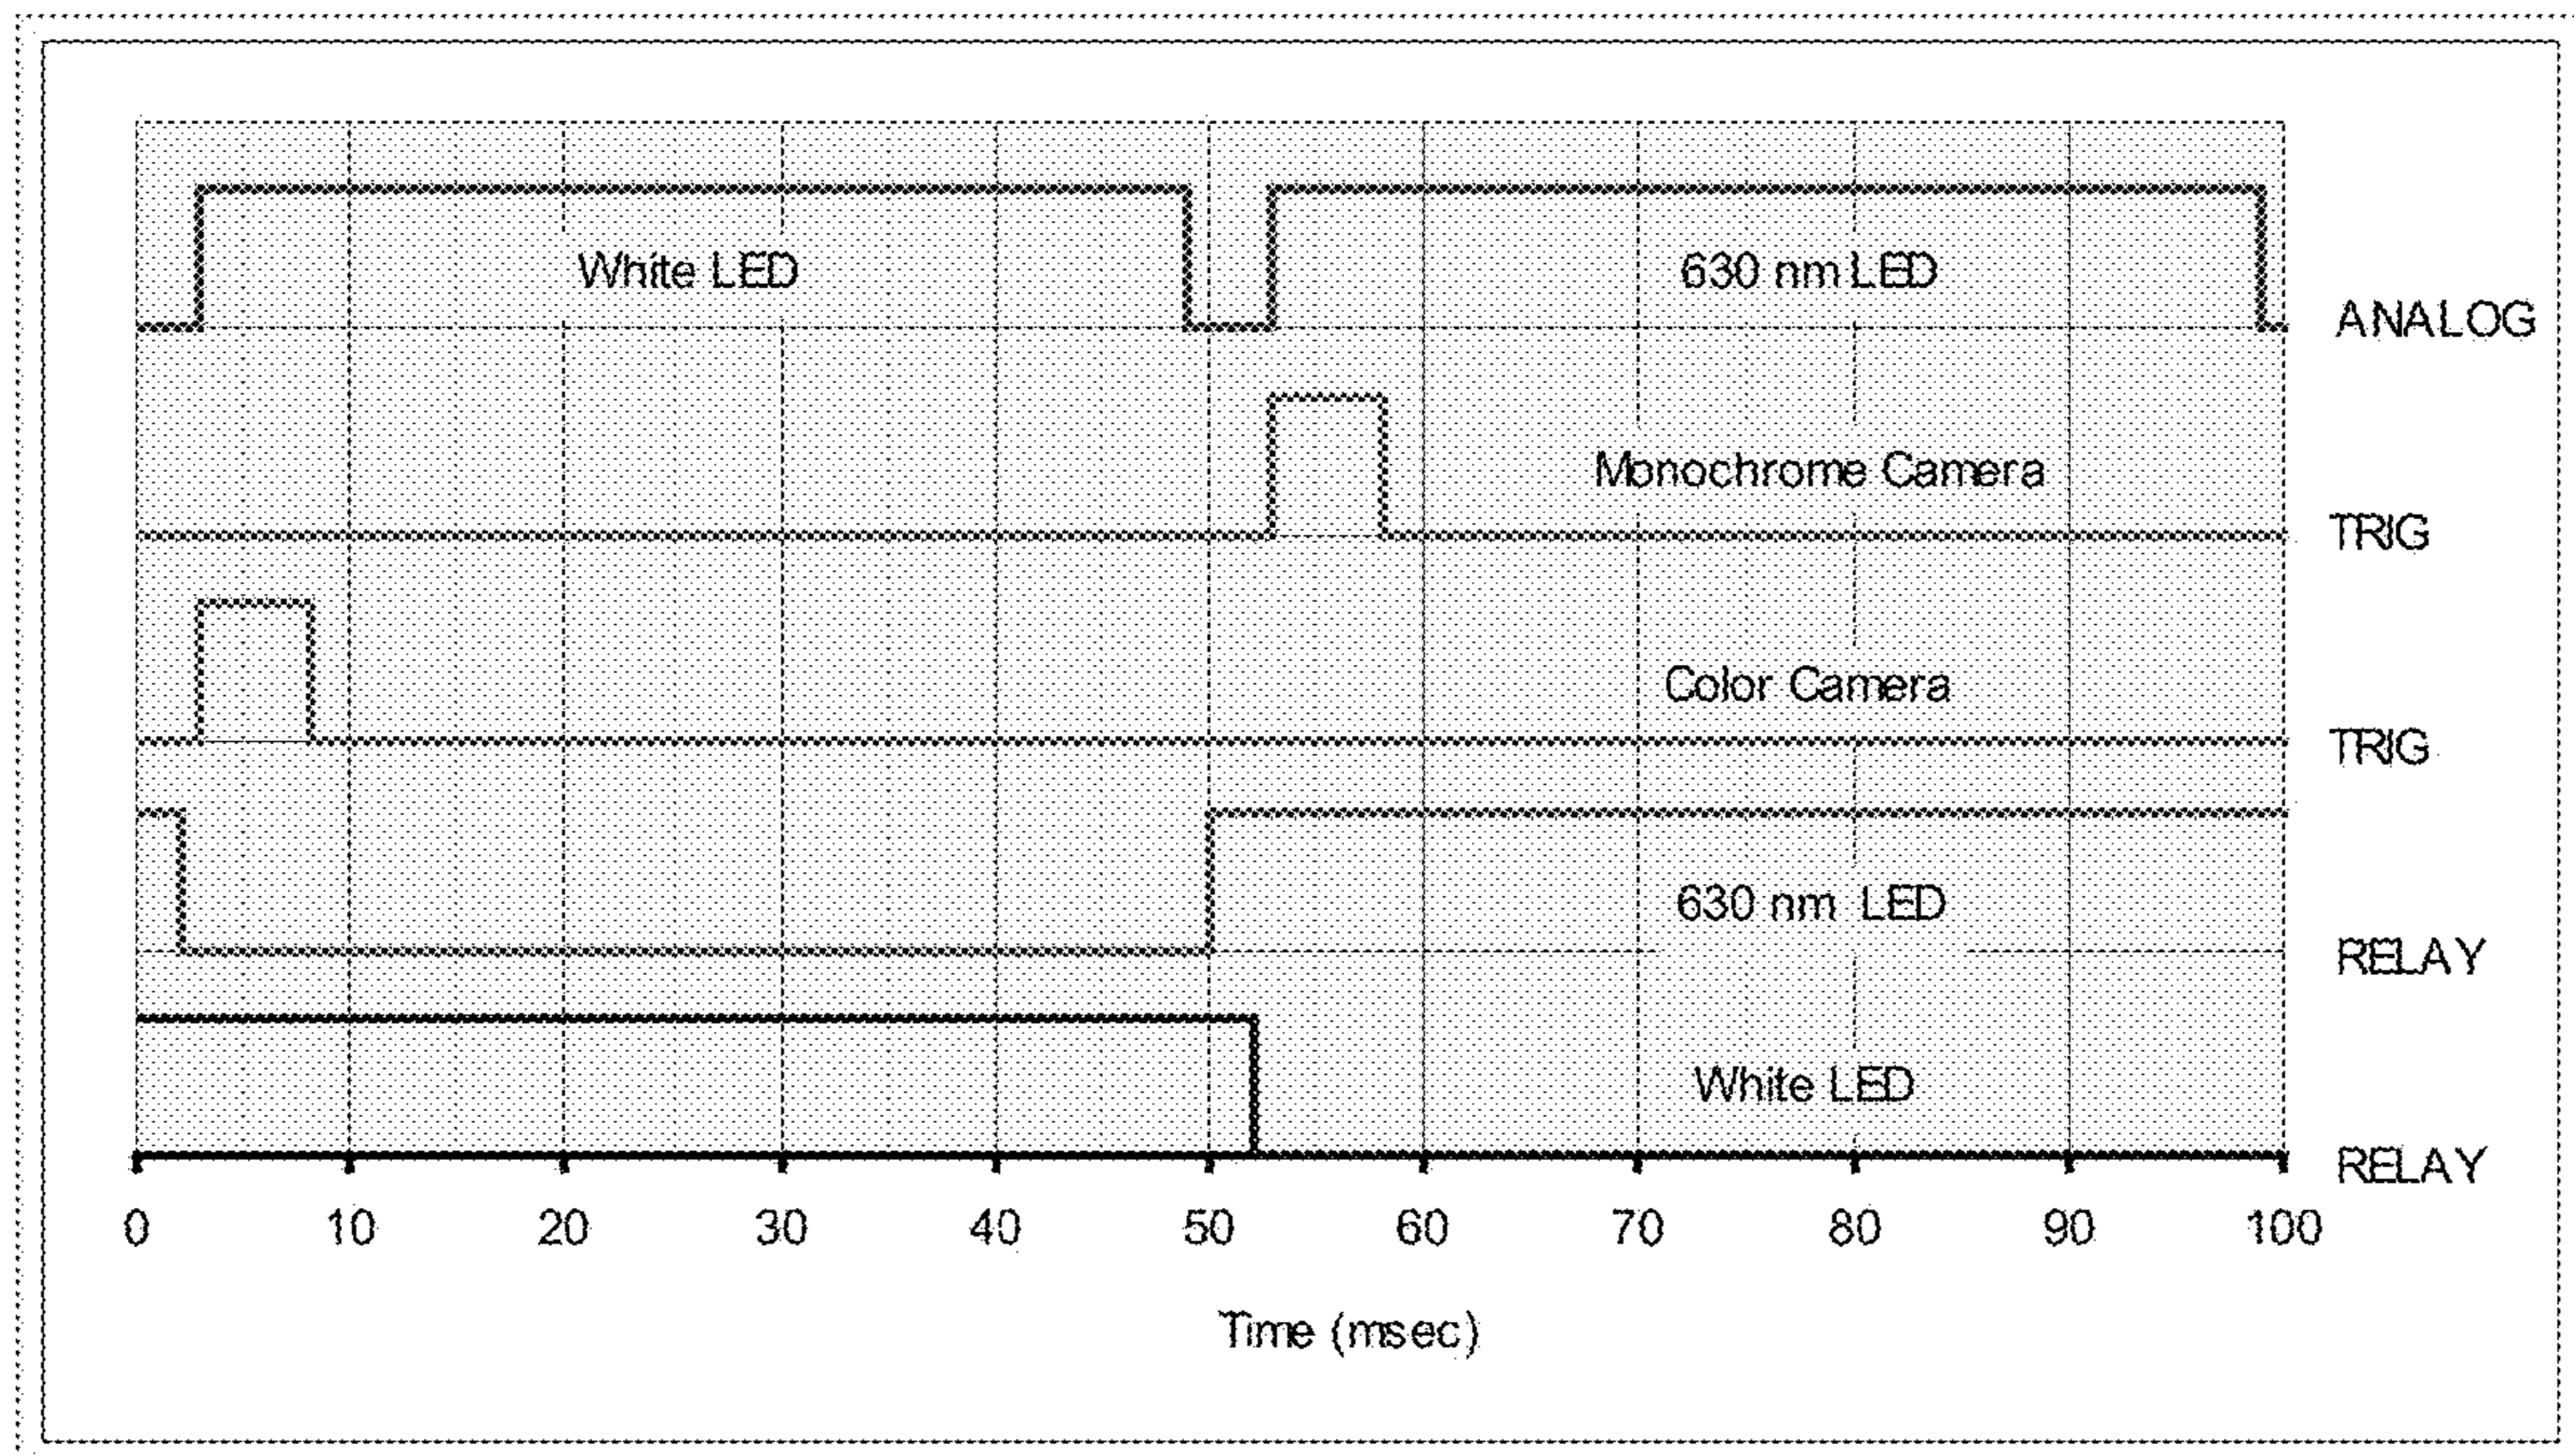 White LED
630 nm LED
ANALOG
Monochrome Camera
TRIG
Color Camera
TRIG
630 nm LED
RELAY
White LED
RELAY
0 10 20 30 40 50 60 70 80 90 100
Time (msec)